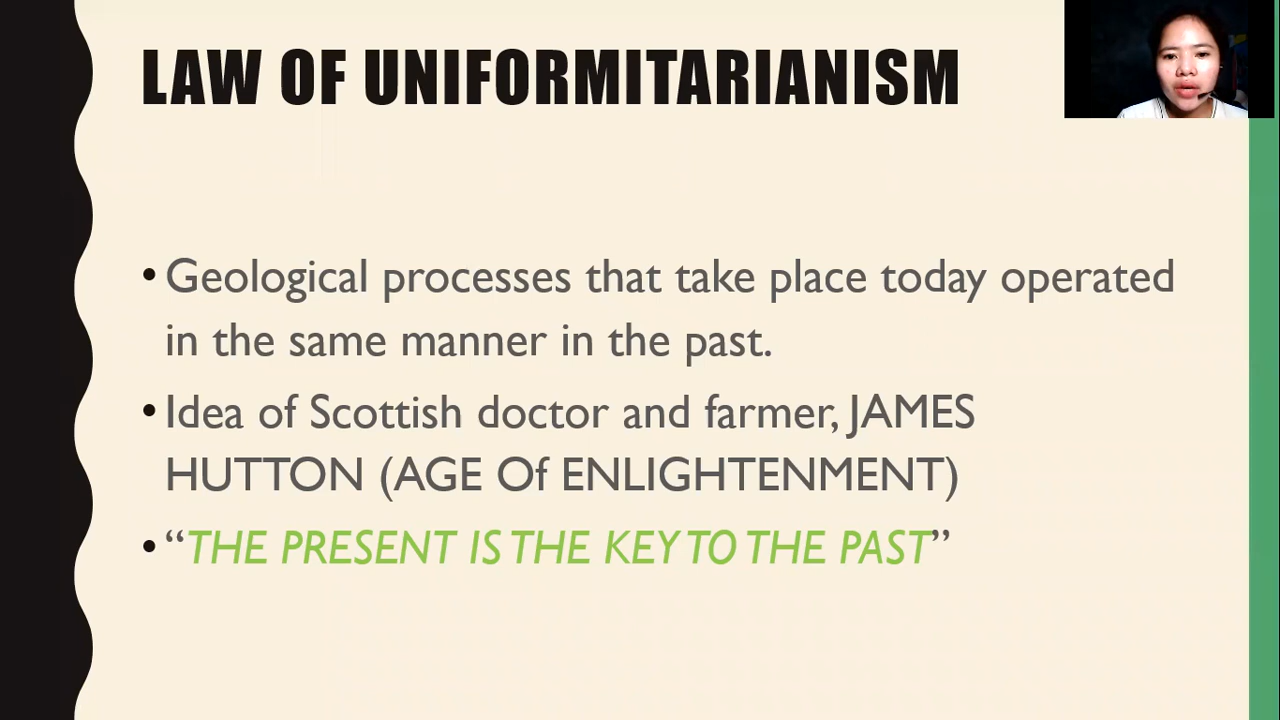 LAW OF UNIFORMITARIANISM
• Geological processes that take place today operated
in the same manner in the past.
• Idea of Scottish doctor and farmer, JAMES
HUTTON (AGE Of ENLIGHTENMENT)
• “THE PRESENT IS THE KEY TO THE PAST”